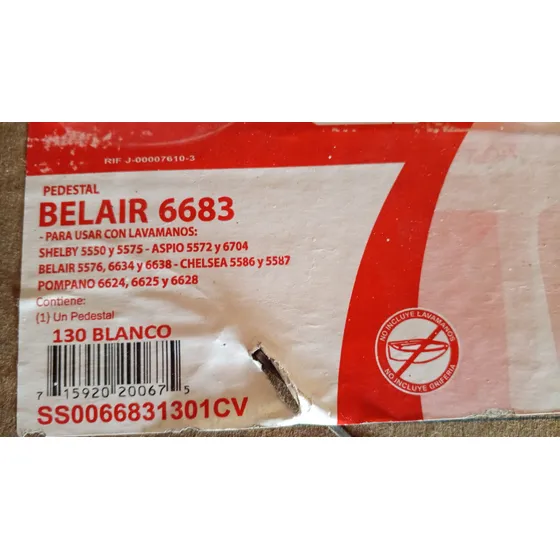 RIF J-00007610-3
PEDESTAL
BELAIR 6683
- PARA USAR CON LAVAMANOS:
SHELBY 5550 y 5575 - ASPIO 5572 y 6704
BELAIR 5576, 6634 y 6638 - CHELSEA 5586 y 5587
POMPANO 6624, 6625 y 6628
Contiene:
(1) Un Pedestal
130 BLANCO
7 15920 20067 5
SS0066831301CV
NO INCLUYE LAVAMANOS
NO INCLUYE GRIFERIA
7